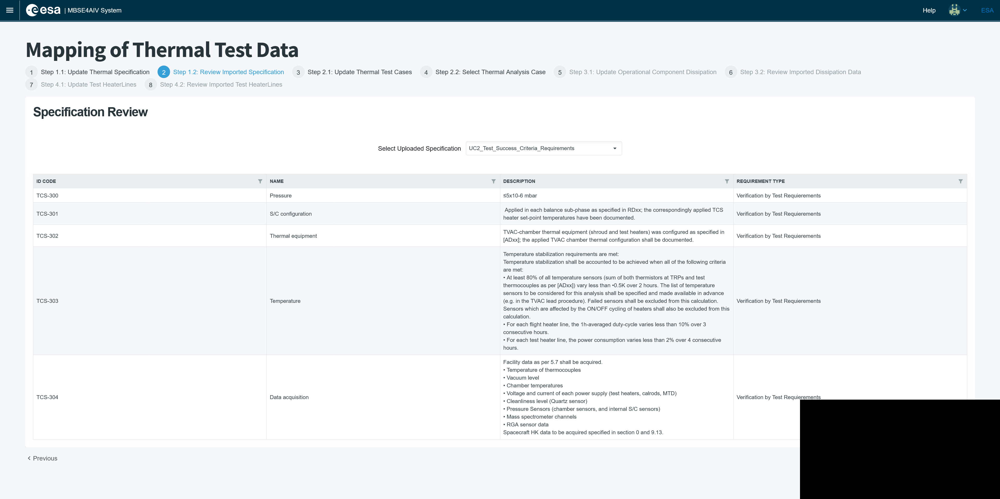 esa | MBSE4AIV System Help ESA
Mapping of Thermal Test Data
1 Step 1.1: Update Thermal Specification 2 Step 1.2: Review Imported Specification 3 Step 2.1: Update Thermal Test Cases 4 Step 2.2: Select Thermal Analysis Case 5 Step 3.1: Update Operational Component Dissipation 6 Step 3.2: Review Imported Dissipation Data
7 Step 4.1: Update Test HeaterLines 8 Step 4.2: Review Imported Test HeaterLines
Specification Review
Select Uploaded Specification UC2_Test_Success_Criteria_Requirements
ID CODE NAME DESCRIPTION REQUIREMENT TYPE
TCS-300 Pressure ≤5x10-6 mbar Verification by Test Requierements
TCS-301 S/C configuration Applied in each balance sub-phase as specified in RDxx; the correspondingly applied TCS
heater set-point temperatures have been documented. Verification by Test Requierements
TCS-302 Thermal equipment TVAC-chamber thermal equipment (shroud and test heaters) was configured as specified in
[ADxx]; the applied TVAC chamber thermal configuration shall be documented. Verification by Test Requierements
TCS-303 Temperature Temperature stabilization requirements are met:
Temperature stabilization shall be accounted to be achieved when all of the following criteria
are met:
• At least 80% of all temperature sensors (sum of both thermistors at TRPs and test
thermocouples as per [ADxx]) vary less than •0.5K over 2 hours. The list of temperature
sensors to be considered for this analysis shall be specified and made available in advance
(e.g. in the TVAC lead procedure). Failed sensors shall be excluded from this calculation.
Sensors which are affected by the ON/OFF cycling of heaters shall also be excluded from this
calculation.
• For each flight heater line, the 1h-averaged duty-cycle varies less than 10% over 3
consecutive hours.
• For each test heater line, the power consumption varies less than 2% over 4 consecutive
hours. Verification by Test Requierements
TCS-304 Data acquisition Facility data as per 5.7 shall be acquired.
• Temperature of thermocouples
• Vacuum level
• Chamber temperatures
• Voltage and current of each power supply (test heaters, calrods, MTD)
• Cleanliness level (Quartz sensor)
• Pressure Sensors (chamber sensors, and internal S/C sensors)
• Mass spectrometer channels
• RGA sensor data
Spacecraft HK data to be acquired specified in section 0 and 9.13. Verification by Test Requierements
Previous